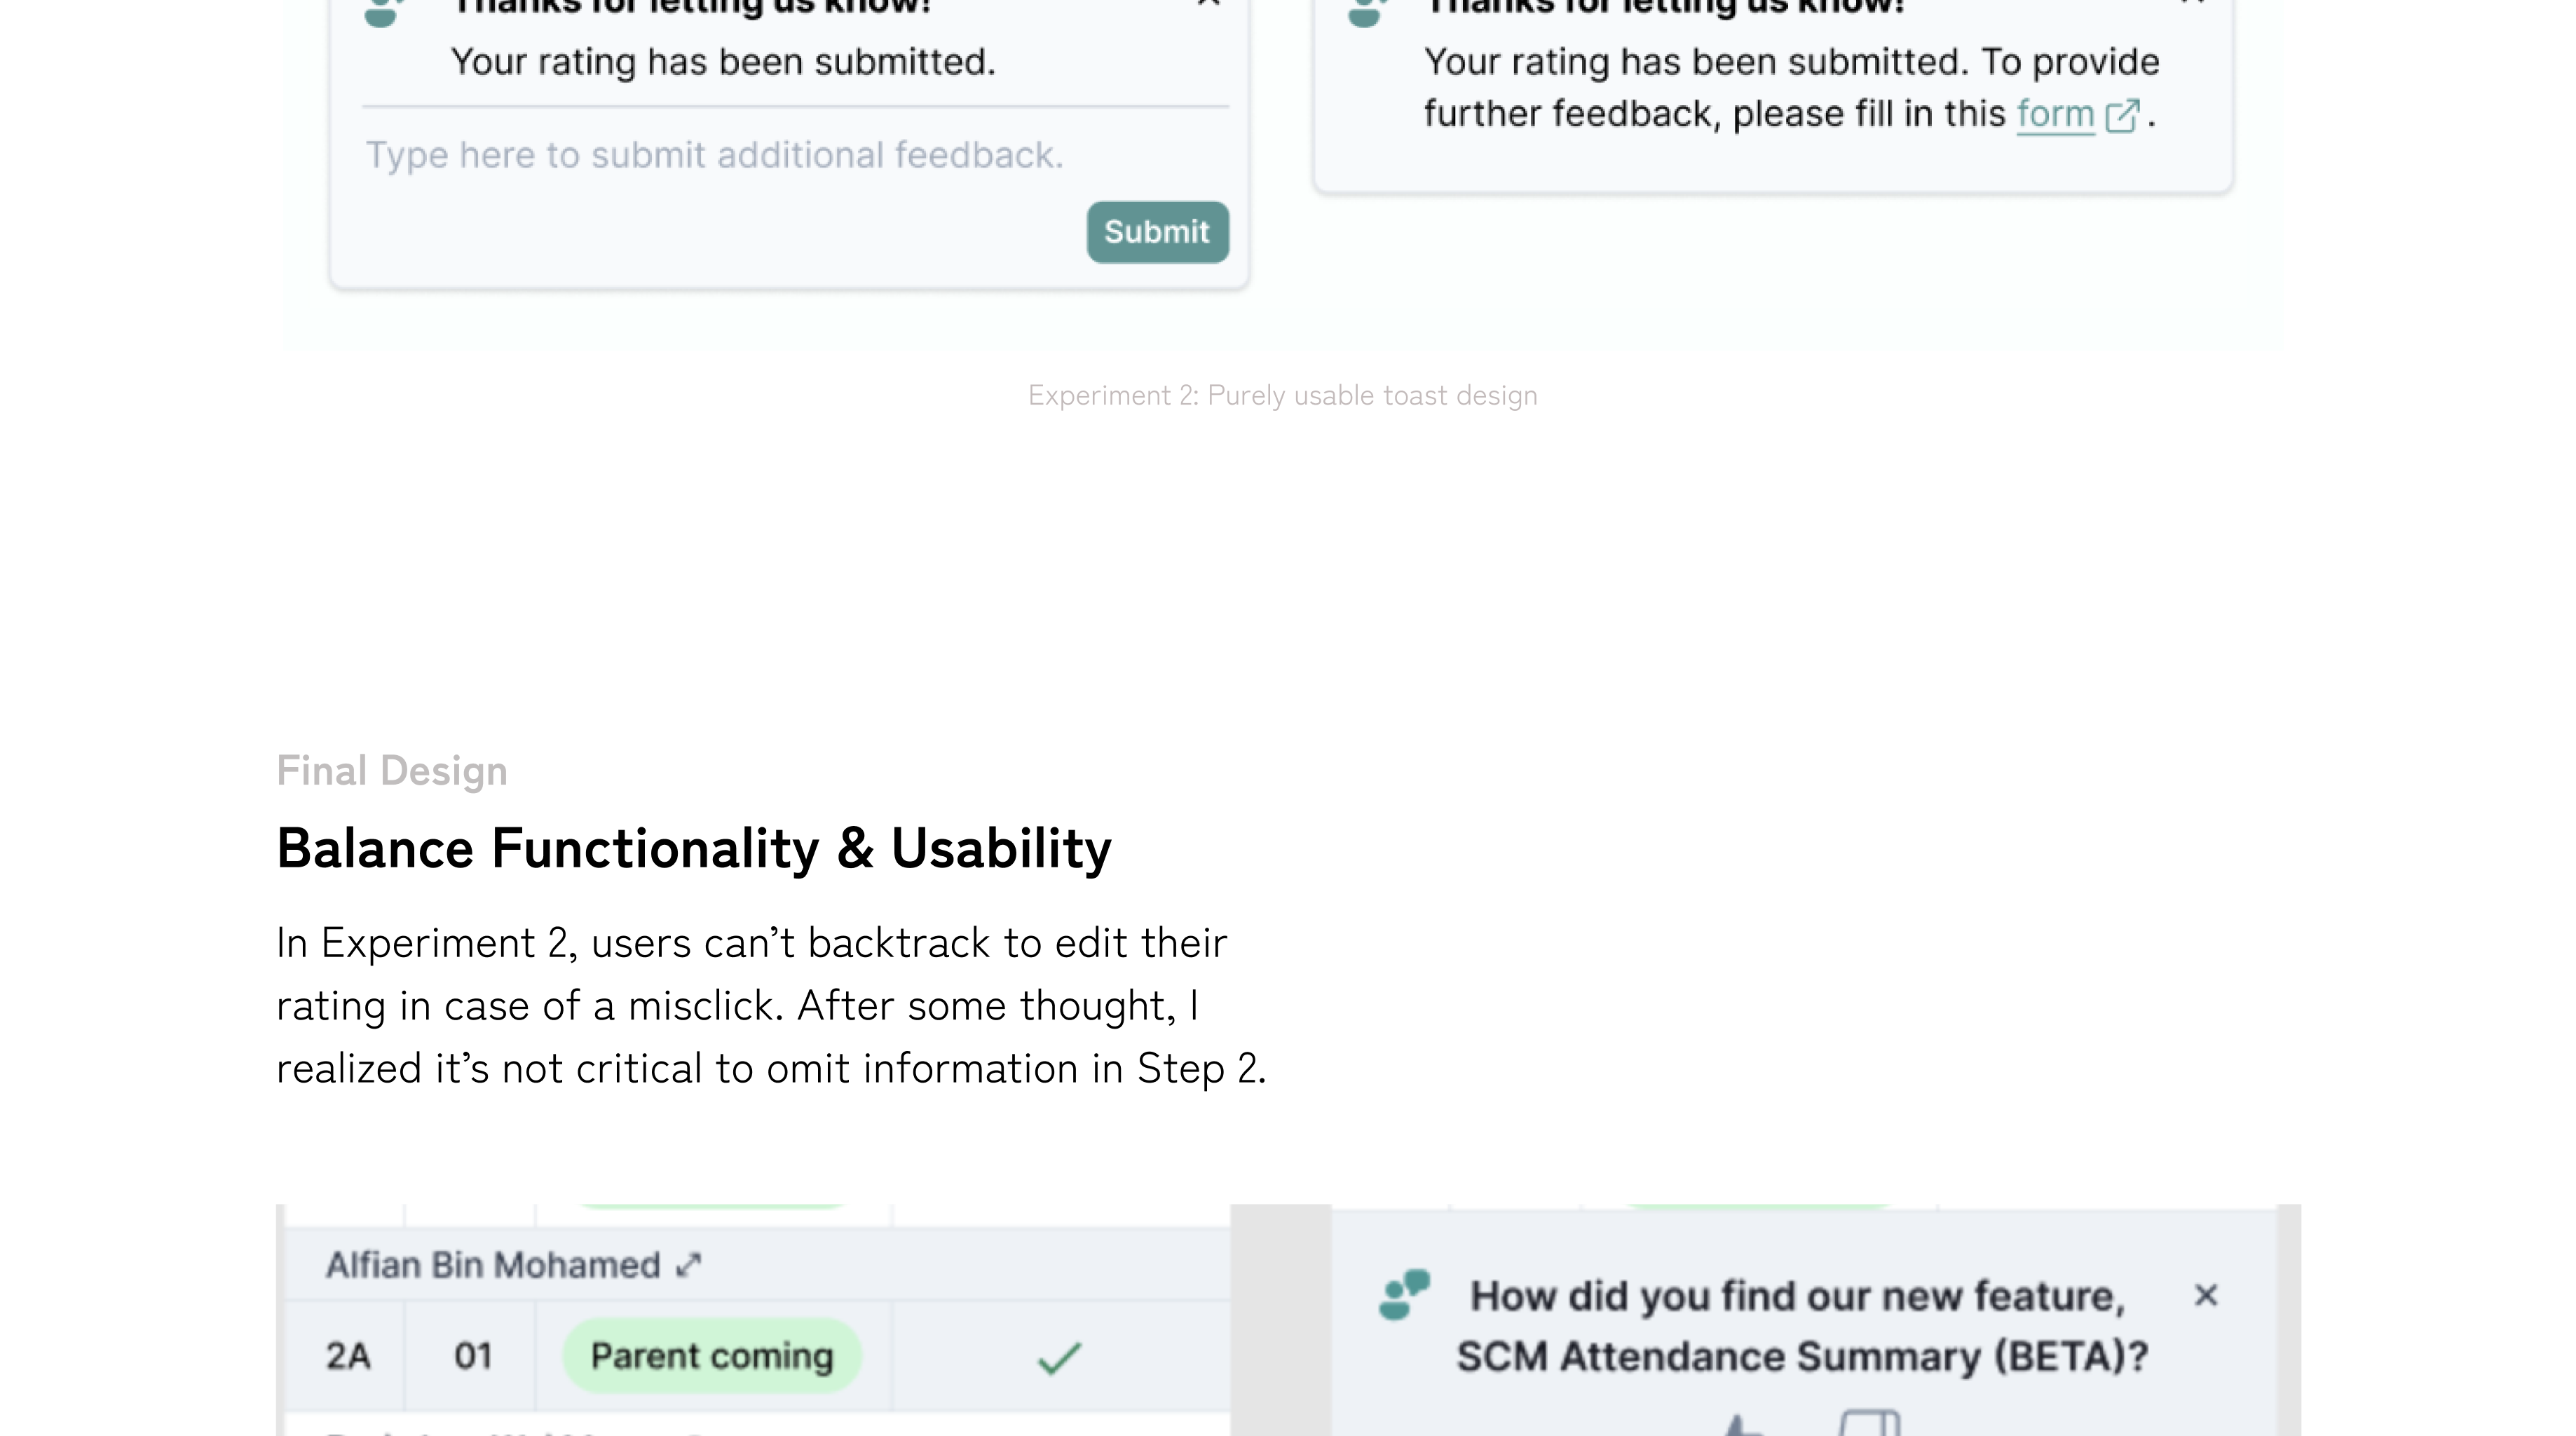 Thanks for letting us know!
Your rating has been submitted.
Type here to submit additional feedback.
Submit
Thanks for letting us know!
Your rating has been submitted. To provide
further feedback, please fill in this form.
Experiment 2: Purely usable toast design
Final Design
Balance Functionality & Usability
In Experiment 2, users can’t backtrack to edit their
rating in case of a misclick. After some thought, I
realized it’s not critical to omit information in Step 2.
Alfian Bin Mohamed
2A 01 Parent coming
How did you find our new feature,
SCM Attendance Summary (BETA)?